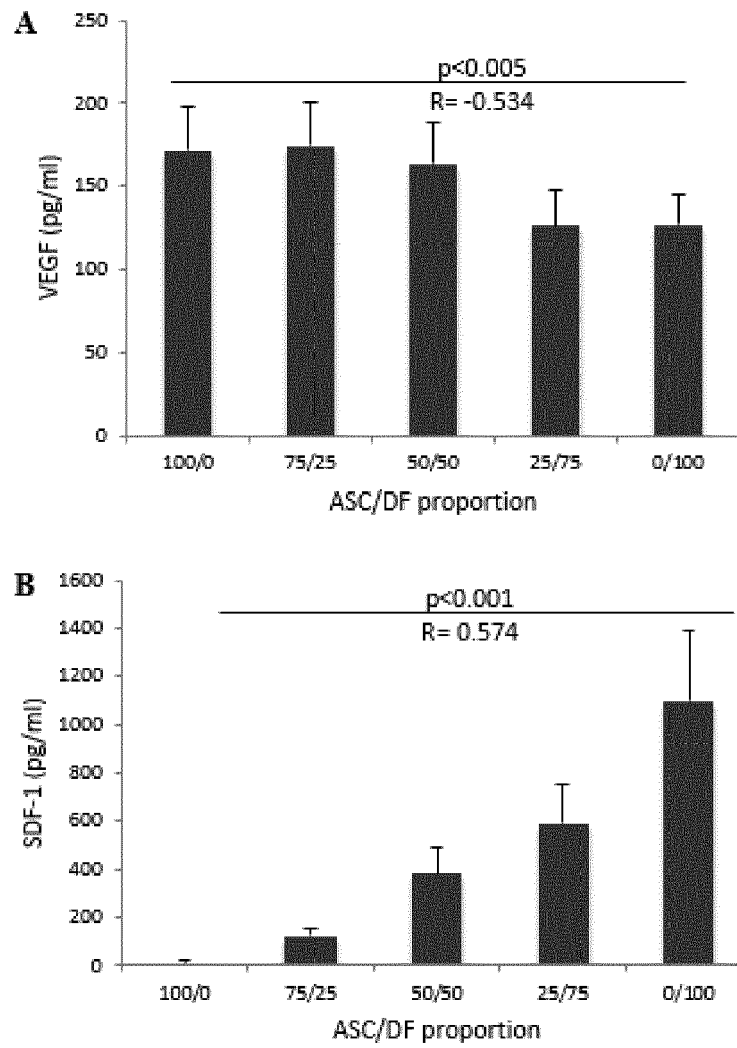 A
250
200
150
100
50
0
VEGF (pg/ml)
p<0.005
R= -0.534
100/0 75/25 50/50 25/75 0/100
ASC/DF proportion
B
1600
1400
1200
1000
800
600
400
200
0
SDF-1 (pg/ml)
p<0.001
R= 0.574
100/0 75/25 50/50 25/75 0/100
ASC/DF proportion